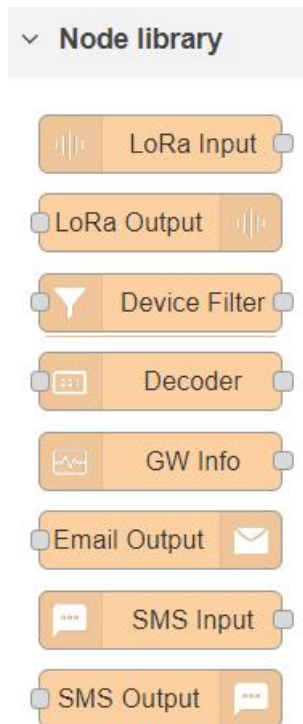 Node library
LoRa Input
LoRa Output
Device Filter
Decoder
GW Info
Email Output
SMS Input
SMS Output